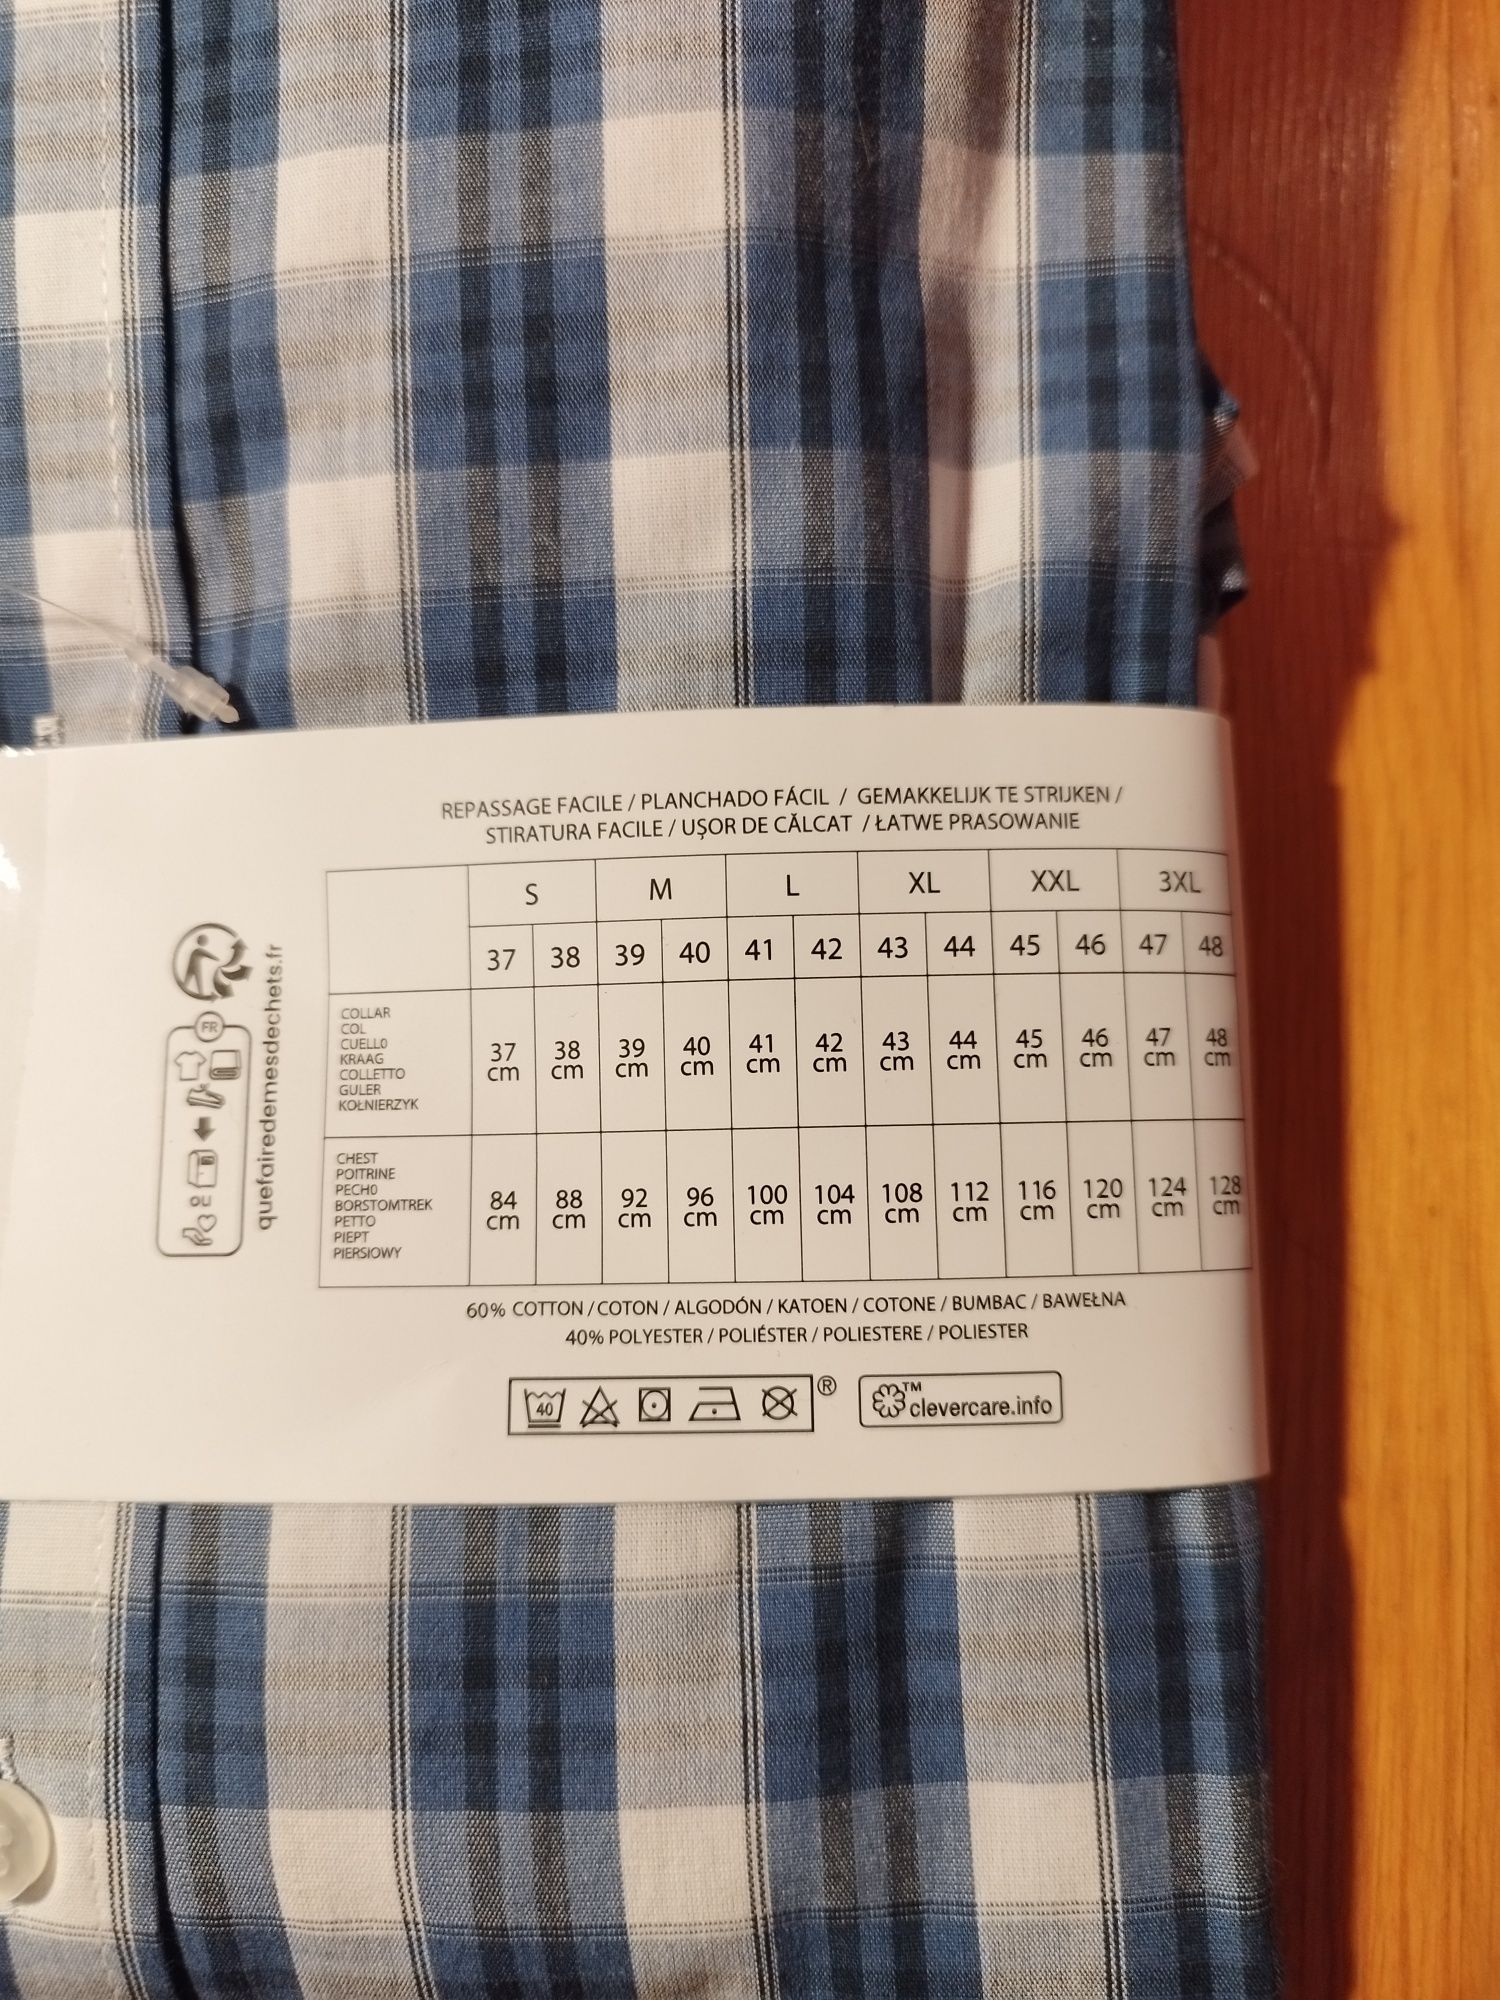 REPASSAGE FACILE / PLANCHADO FÁCIL / GEMAKKELIJK TE STRIJKEN /
STIRATURA FACILE / UȘOR DE CĂLCAT / ŁATWE PRASOWANIE
S M L XL XXL 3XL
37 38 39 40 41 42 43 44 45 46 47 48
COLLAR
COL
CUELLO
KRAAG
COLLETTO
GULER
KOŁNIERZYK
37 38 39 40 41 42 43 44 45 46 47 48
cm cm cm cm cm cm cm cm cm cm cm cm
CHEST
POITRINE
PECHO
BORSTOMTREK
PETTO
PIEPT
PIERSIOWY
84 88 92 96 100 104 108 112 116 120 124 128
cm cm cm cm cm cm cm cm cm cm cm cm
60% COTTON / COTON / ALGODÓN / KATOEN / COTONE / BUMBAC / BAWEŁNA
40% POLYESTER / POLIÉSTER / POLIESTERE / POLIESTER
40 ®
™ clevercare.info
FR
OU
quefairedemesdechets.fr